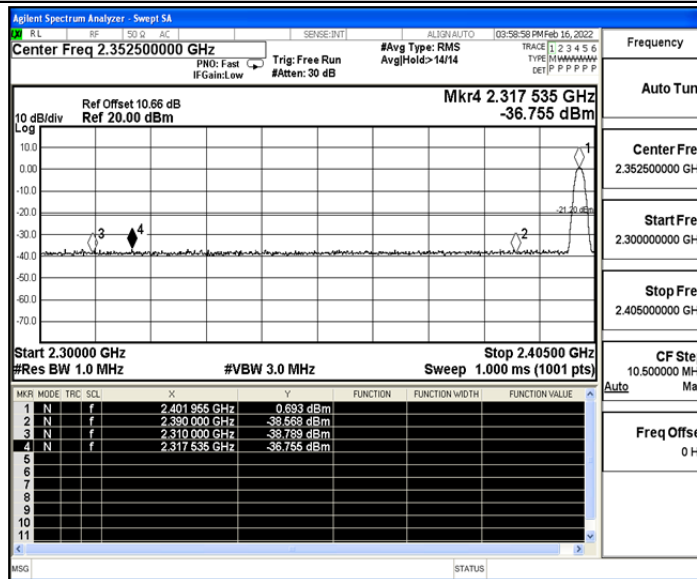 Agilent Spectrum Analyzer - Swept SA
RL RF 50 Ω AC SENSE:INT ALIGN AUTO 03:58:58 PM Feb 16, 2022
Center Freq 2.352500000 GHz
PNO: Fast
IFGain:Low
Trig: Free Run
#Atten: 30 dB
#Avg Type: RMS
Avg|Hold:> 14/14
TRACE 1 2 3 4 5 6
TYPE M
DET P P P P P P
Frequency
Auto Tun
Center Fre
2.352500000 GH
Start Fre
2.300000000 GH
Stop Fre
2.405000000 GH
CF Ste
10.500000 MH
Auto Ma
Freq Offse
0 H
Mkr4 2.317 535 GHz
-36.755 dBm
10 dB/div
Log
Ref Offset 10.66 dB
Ref 20.00 dBm
10.0
0.00
-10.0
-20.0
-30.0
-40.0
-50.0
-60.0
-70.0
1
-21.20 dBm
3
4
2
Start 2.30000 GHz Stop 2.40500 GHz
#Res BW 1.0 MHz #VBW 3.0 MHz Sweep 1.000 ms (1001 pts)
MKR MODE TRC SCL X Y FUNCTION FUNCTION WIDTH FUNCTION VALUE
1 N f 2.401 955 GHz 0.693 dBm
2 N f 2.390 000 GHz -38.568 dBm
3 N f 2.310 000 GHz -38.789 dBm
4 N f 2.317 535 GHz -36.755 dBm
5
6
7
8
9
10
11
MSG STATUS